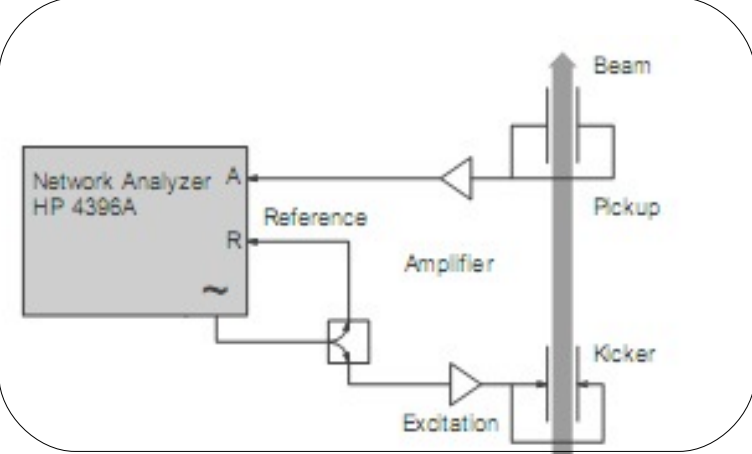 Beam
Network Analyzer A
HP 4396A
Reference
Pickup
R
Amplifier
~
Kicker
Excitation